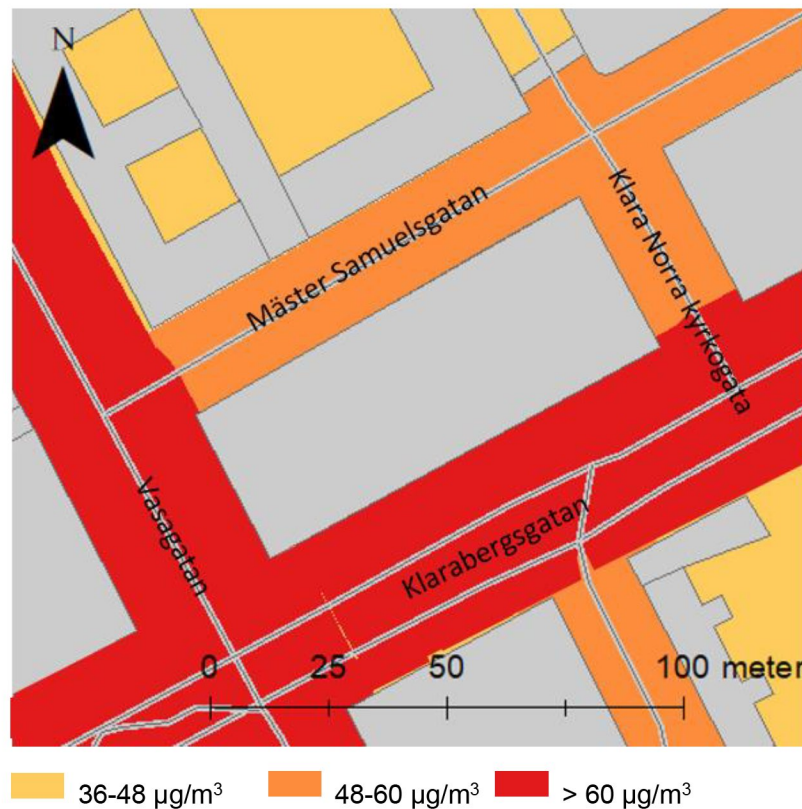 N
Mäster Samuelsgatan
Klara Norra kyrkogata
Vasagatan
Klarabergsgatan
0 25 50 100 meter
36-48 µg/m³ 48-60 µg/m³ > 60 µg/m³